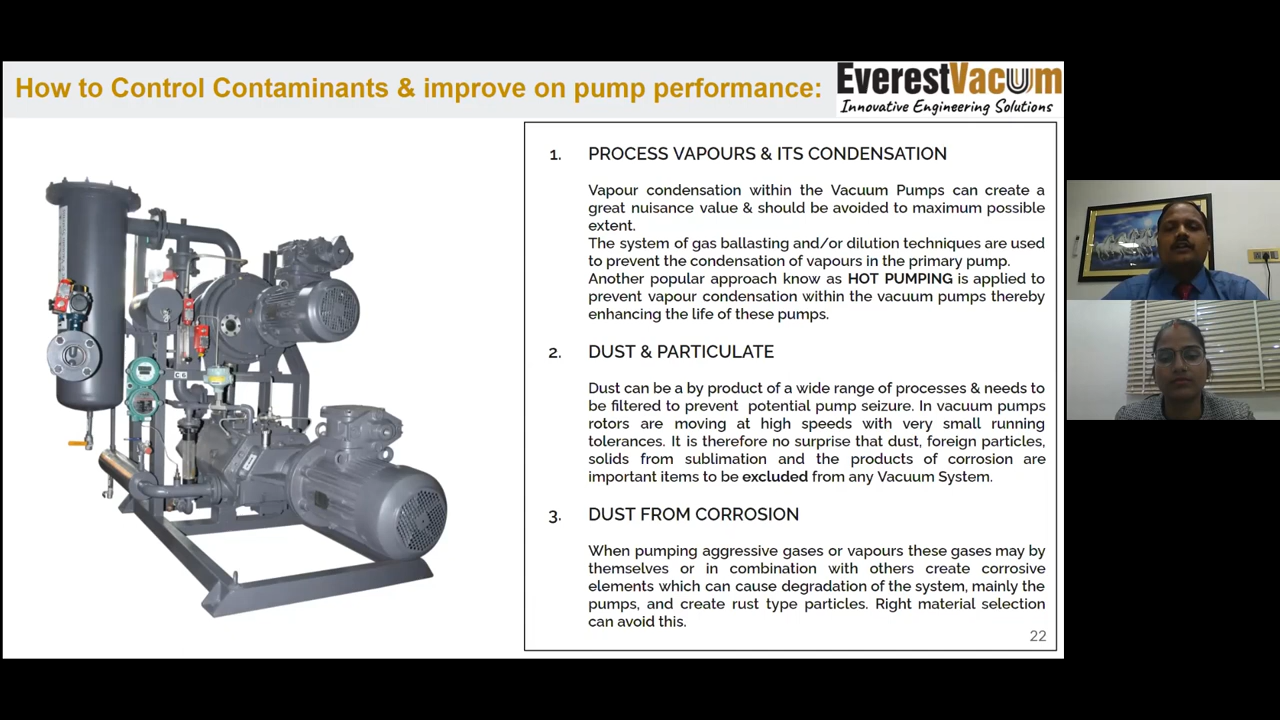 How to Control Contaminants & improve on pump performance:
EverestVacuum
Innovative Engineering Solutions
1. PROCESS VAPOURS & ITS CONDENSATION
Vapour condensation within the Vacuum Pumps can create a
great nuisance value & should be avoided to maximum possible
extent.
The system of gas ballasting and/or dilution techniques are used
to prevent the condensation of vapours in the primary pump.
Another popular approach know as HOT PUMPING is applied to
prevent vapour condensation within the vacuum pumps thereby
enhancing the life of these pumps.
2. DUST & PARTICULATE
Dust can be a by product of a wide range of processes & needs to
be filtered to prevent potential pump seizure. In vacuum pumps
rotors are moving at high speeds with very small running
tolerances. It is therefore no surprise that dust, foreign particles,
solids from sublimation and the products of corrosion are
important items to be excluded from any Vacuum System.
3. DUST FROM CORROSION
When pumping aggressive gases or vapours these gases may by
themselves or in combination with others create corrosive
elements which can cause degradation of the system, mainly the
pumps, and create rust type particles. Right material selection
can avoid this.
22